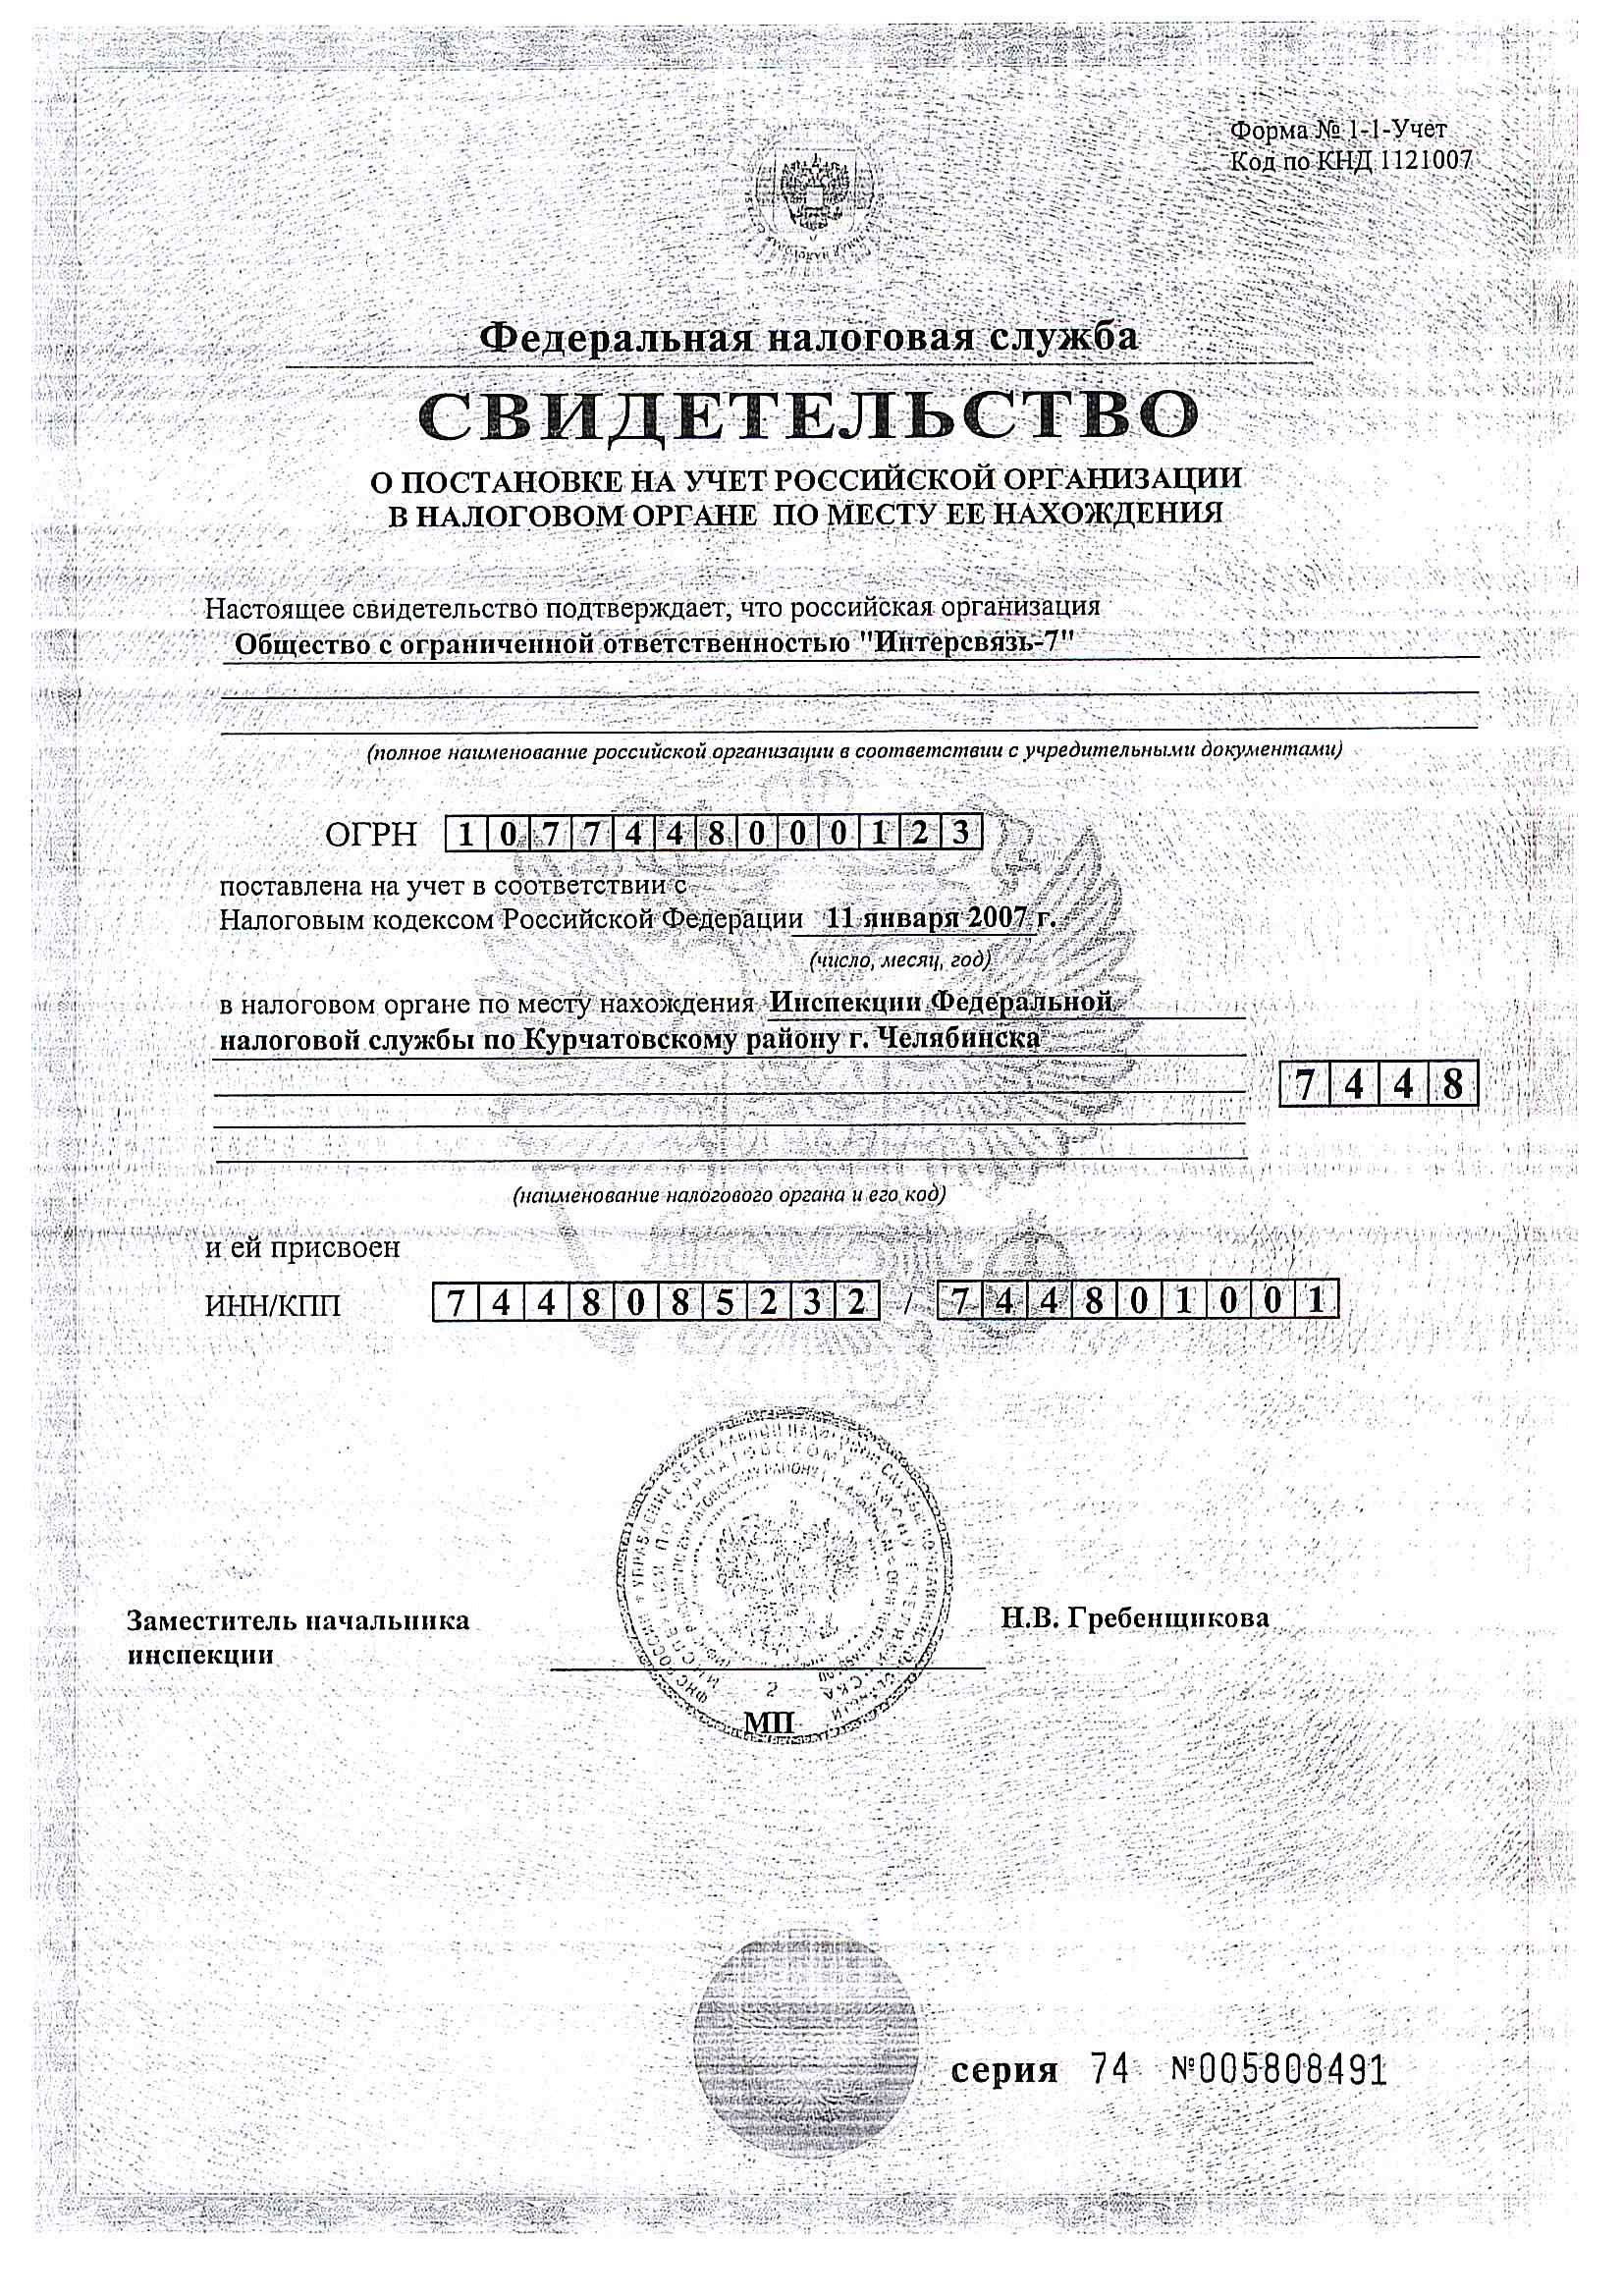 Форма № 1-1-Учет
Код по КНД 1121007
Федеральная налоговая служба
СВИДЕТЕЛЬСТВО
О ПОСТАНОВКЕ НА УЧЕТ РОССИЙСКОЙ ОРГАНИЗАЦИИ
В НАЛОГОВОМ ОРГАНЕ ПО МЕСТУ ЕЕ НАХОЖДЕНИЯ
Настоящее свидетельство подтверждает, что российская организация
Общество с ограниченной ответственностью "Интерсвязь-7"
(полное наименование российской организации в соответствии с учредительными документами)
ОГРН 1077448000123
поставлена на учет в соответствии с
Налоговым кодексом Российской Федерации 11 января 2007 г.
(число, месяц, год)
в налоговом органе по месту нахождения Инспекции Федеральной
налоговой службы по Курчатовскому району г. Челябинска
7448
(наименование налогового органа и его код)
и ей присвоен
ИНН/КПП 7448085232 / 744801001
Заместитель начальника
инспекции
Н.В. Гребенщикова
2
МП
серия 74 №005808491